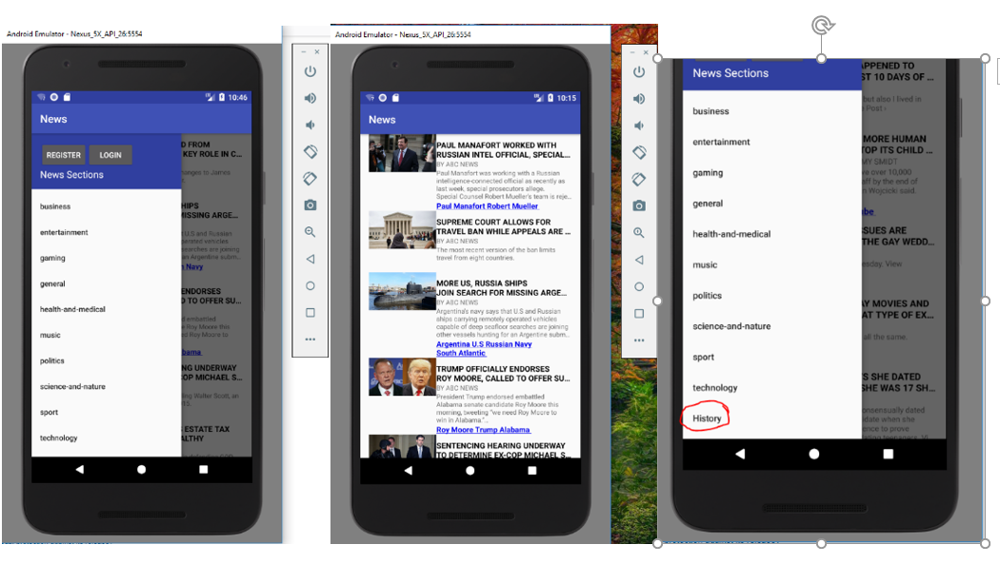 Android Emulator - Nexus_5X_API_26:5554
10:46
News
REGISTER LOGIN
News Sections
business
entertainment
gaming
general
health-and-medical
music
politics
science-and-nature
sport
technology
FROM
KEY ROLE IN C...
anges to James
HIPS
MISSING ARGE...
U.S and Russian
perated vehicles
searches are joining
an Argentine subm...
n Navy
ENDORSES
D TO OFFER SU...
embattled
Roy Moore this
ed Roy Moore to
bama
NG UNDERWAY
COP MICHAEL S...
ing Walter Scott, an
ESTATE TAX
ALTHY
Android Emulator - Nexus_5X_API_26:5554
10:15
News
PAUL MANAFORT WORKED WITH
RUSSIAN INTEL OFFICIAL, SPECIAL...
BY ABC NEWS
Paul Manafort was working with a Russian
intelligence-connected official as recently as
last week, special prosecutors allege.
Special Counsel Robert Mueller's team is reje...
Paul Manafort Robert Mueller
SUPREME COURT ALLOWS FOR
TRAVEL BAN WHILE APPEALS ARE ...
BY ABC NEWS
The most recent version of the ban limits
travel from eight countries.
MORE US, RUSSIA SHIPS
JOIN SEARCH FOR MISSING ARGE...
BY ABC NEWS
Argentina's navy says that U.S and Russian
ships carrying remotely operated vehicles
capable of deep seafloor searches are joining
other vessels hunting for an Argentine subm...
Argentina U.S Russian Navy
South Atlantic
TRUMP OFFICIALLY ENDORSES
ROY MOORE, CALLED TO OFFER SU...
BY ABC NEWS
President Trump endorsed embattled
Alabama senate candidate Roy Moore this
morning, tweeting "we need Roy Moore to
win in Alabama."...
Roy Moore Trump Alabama
SENTENCING HEARING UNDERWAY
TO DETERMINE EX-COP MICHAEL S...
News Sections
business
entertainment
gaming
general
health-and-medical
music
politics
science-and-nature
sport
technology
History
APPENED TO
ST 10 DAYS OF ...
but also I lived in
Post ›
MORE HUMAN
TOP ITS CHILD ...
MY SMIDT
ve over 10,000
aff by the end of
Wojcicki said.
be
SSUES ARE
THE GAY WEDD...
esday. View
AY MOVIES AND
AT TYPE OF EX...
all the same.
S SHE DATED
SHE WAS 17 SH...
onsensually dated
date when she
ence to prove